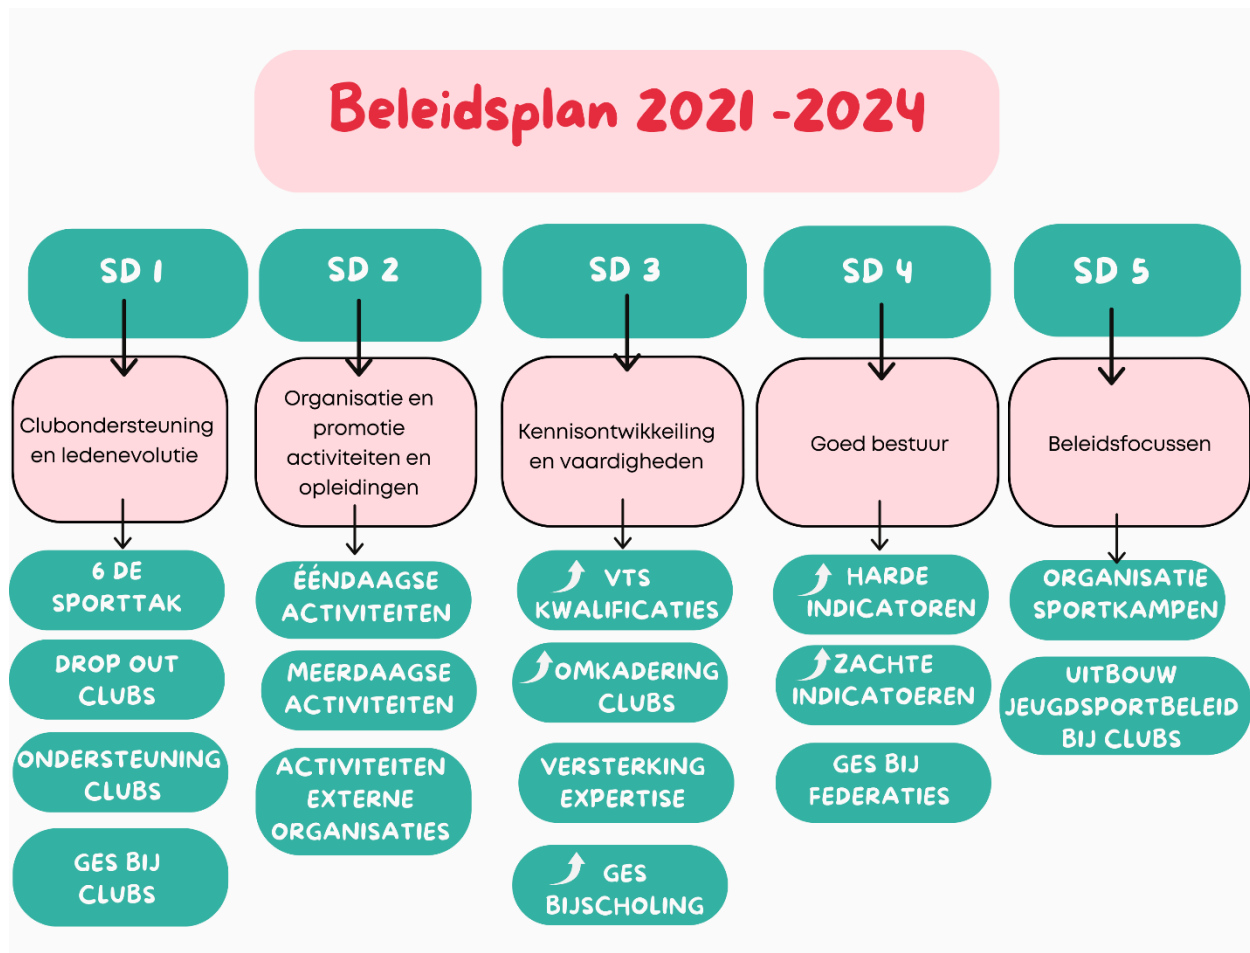 Beleidsplan 2021 -2024
SD 1
SD 2
SD 3
SD 4
SD 5
Clubondersteuning
en ledenevolutie
Organisatie en
promotie
activiteiten en
opleidingen
Kennisontwikkeiling
en vaardigheden
Goed bestuur
Beleidsfocussen
6 DE
SPORTTAK
DROP OUT
CLUBS
ONDERSTEUNING
CLUBS
GES BIJ
CLUBS
ÉÉNDAAGSE
ACTIVITEITEN
MEERDAAGSE
ACTIVITEITEN
ACTIVITEITEN
EXTERNE
ORGANISATIES
VTS
KWALIFICATIES
OMKADERING
CLUBS
VERSTERKING
EXPERTISE
GES
BIJSCHOLING
HARDE
INDICATOREN
ZACHTE
INDICATOEREN
GES BIJ
FEDERATIES
ORGANISATIE
SPORTKAMPEN
UITBOUW
JEUGDSPORTBELEID
BIJ CLUBS